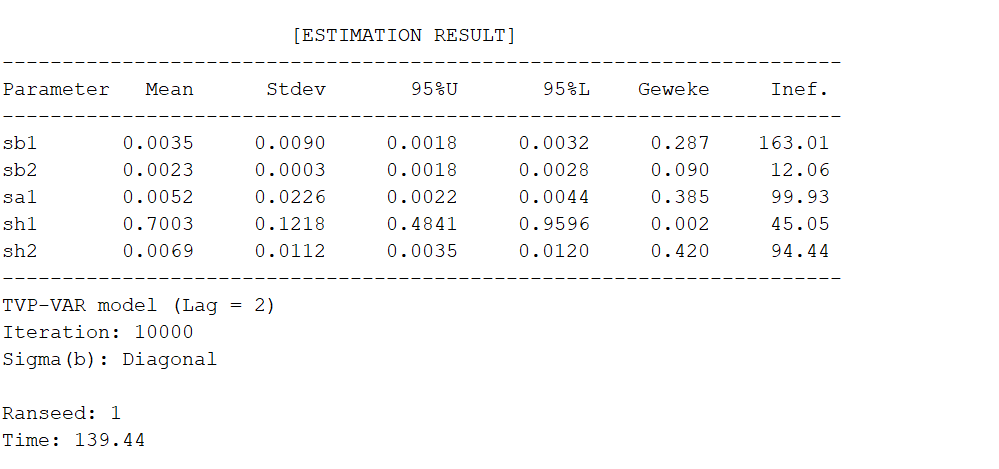 [ESTIMATION RESULT]
----------------------------------------------------------------------
Parameter   Mean      Stdev       95%U       95%L    Geweke     Inef.
----------------------------------------------------------------------
sb1       0.0035     0.0090     0.0018     0.0032     0.287    163.01
sb2       0.0023     0.0003     0.0018     0.0028     0.090     12.06
sa1       0.0052     0.0226     0.0022     0.0044     0.385     99.93
sh1       0.7003     0.1218     0.4841     0.9596     0.002     45.05
sh2       0.0069     0.0112     0.0035     0.0120     0.420     94.44
----------------------------------------------------------------------
TVP-VAR model (Lag = 2)
Iteration: 10000
Sigma(b): Diagonal
Ranseed: 1
Time: 139.44